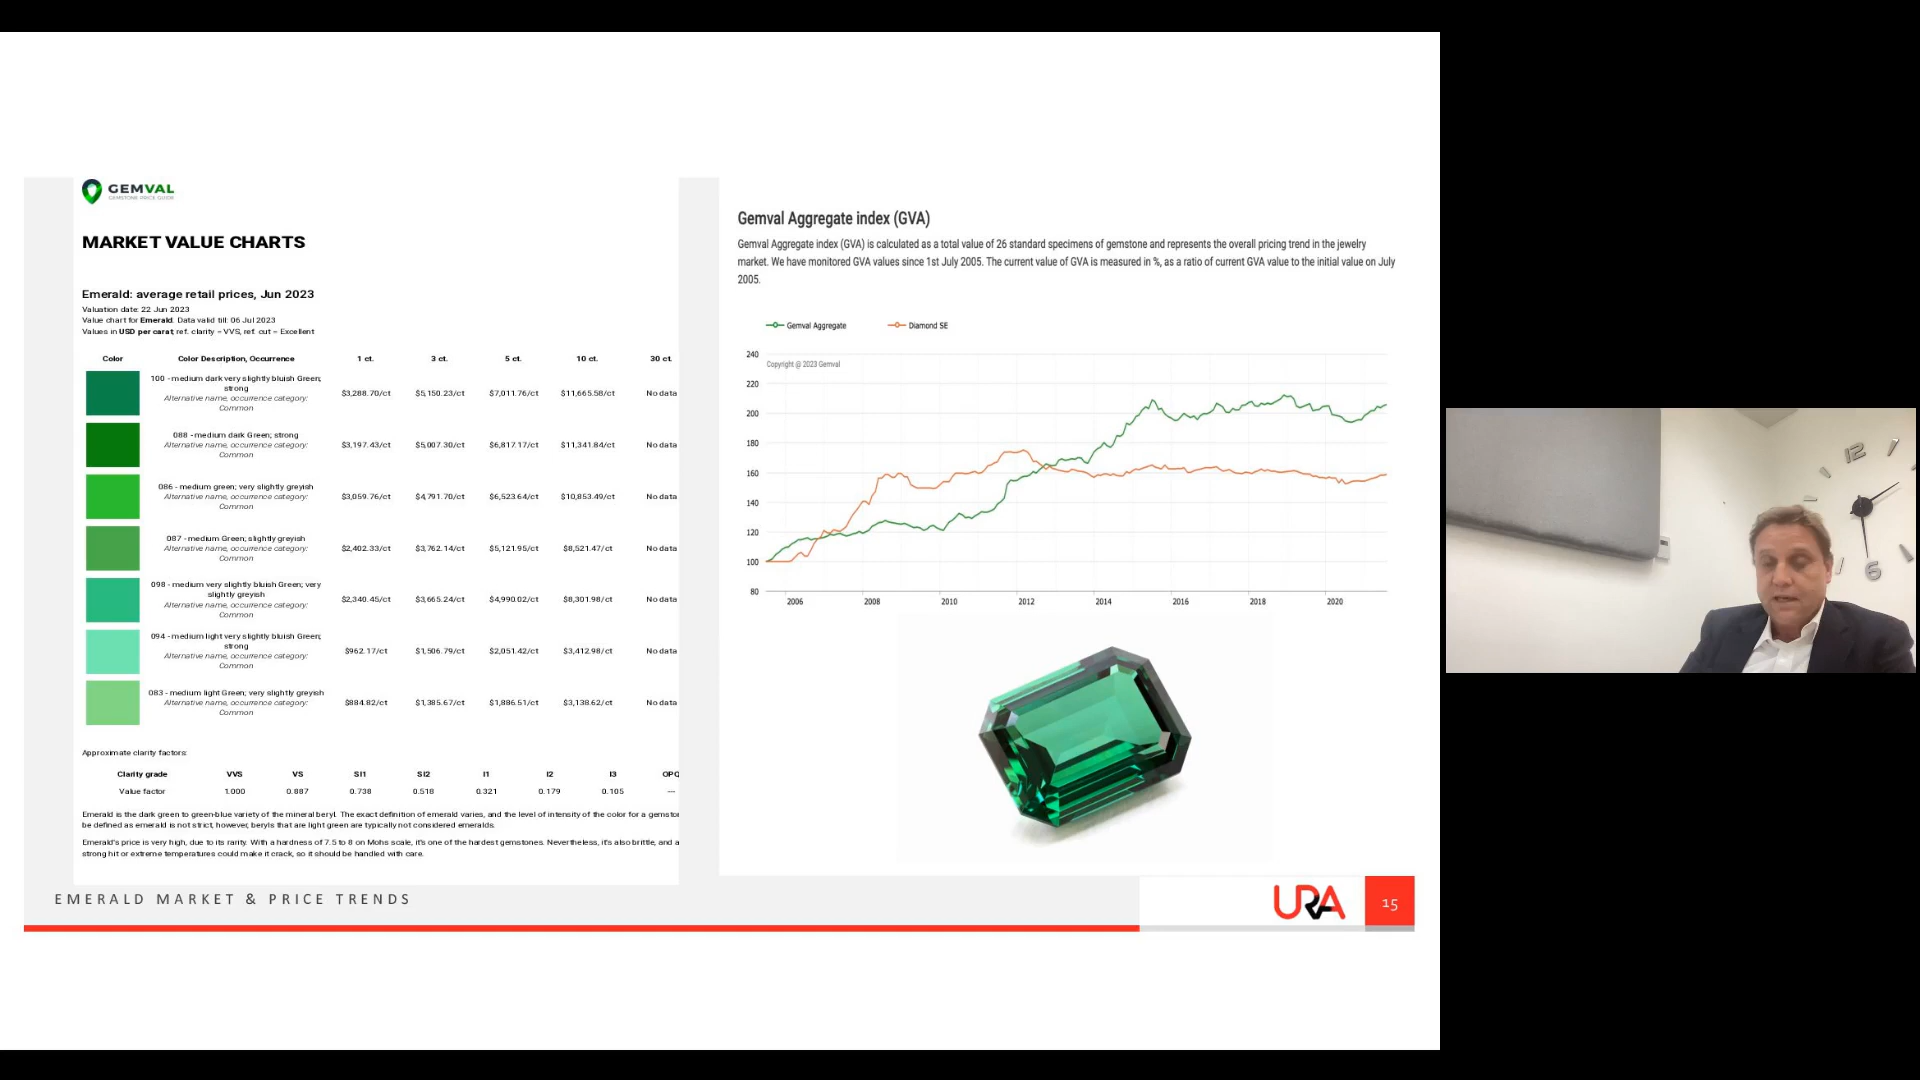 GEMVAL
GEMSTONE PRICE GUIDE
MARKET VALUE CHARTS
Emerald: average retail prices, Jun 2023
Valuation date: 22 Jun 2023
Value chart for Emerald. Data valid till: 06 Jul 2023
Values in USD per carat; ref. clarity = VVS, ref. cut = Excellent
Color Color Description, Occurrence 1 ct. 3 ct. 5 ct. 10 ct. 30 ct.
100 - medium dark very slightly bluish Green;
strong
Alternative name, occurrence category:
Common
$3,288.70/ct $5,150.23/ct $7,011.76/ct $11,665.58/ct No data
088 - medium dark Green; strong
Alternative name, occurrence category:
Common
$3,197.43/ct $5,007.30/ct $6,817.17/ct $11,341.84/ct No data
086 - medium green; very slightly greyish
Alternative name, occurrence category:
Common
$3,059.76/ct $4,791.70/ct $6,523.64/ct $10,853.49/ct No data
087 - medium Green; slightly greyish
Alternative name, occurrence category:
Common
$2,402.33/ct $3,762.14/ct $5,121.95/ct $8,521.47/ct No data
098 - medium very slightly bluish Green; very
slightly greyish
Alternative name, occurrence category:
Common
$2,340.45/ct $3,665.24/ct $4,990.02/ct $8,301.98/ct No data
094 - medium light very slightly bluish Green;
strong
Alternative name, occurrence category:
Common
$962.17/ct $1,506.79/ct $2,051.42/ct $3,412.98/ct No data
083 - medium light Green; very slightly greyish
Alternative name, occurrence category:
Common
$884.82/ct $1,385.67/ct $1,886.51/ct $3,138.62/ct No data
Approximate clarity factors:
Clarity grade VVS VS SI1 SI2 I1 I2 I3 OPQ
Value factor 1.000 0.887 0.738 0.518 0.321 0.179 0.105 ---
Emerald is the dark green to green-blue variety of the mineral beryl. The exact definition of emerald varies, and the level of intensity of the color for a gemstor
be defined as emerald is not strict, however, beryls that are light green are typically not considered emeralds.
Emerald's price is very high, due to its rarity. With a hardness of 7.5 to 8 on Mohs scale, it's one of the hardest gemstones. Nevertheless, it's also brittle, and a
strong hit or extreme temperatures could make it crack, so it should be handled with care.
Gemval Aggregate index (GVA)
Gemval Aggregate index (GVA) is calculated as a total value of 26 standard specimens of gemstone and represents the overall pricing trend in the jewelry
market. We have monitored GVA values since 1st July 2005. The current value of GVA is measured in %, as a ratio of current GVA value to the initial value on July
2005.
Gemval Aggregate Diamond SE
Copyright @ 2023 Gemval
240
220
200
180
160
140
120
100
80
2006 2008 2010 2012 2014 2016 2018 2020
EMERALD MARKET & PRICE TRENDS
URA
15
12
6